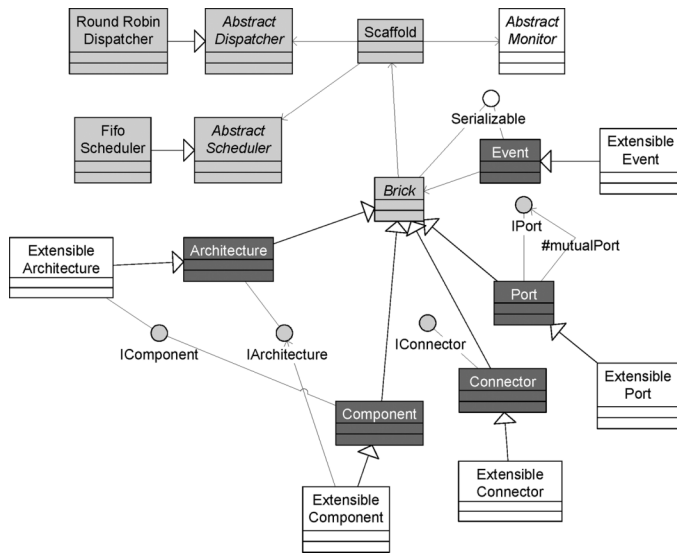 Round Robin
Dispatcher
Abstract
Dispatcher
Scaffold
Abstract
Monitor
Serializable
Fifo
Scheduler
Abstract
Scheduler
Event
Extensible
Event
Brick
IPort
#mutualPort
Extensible
Architecture
Architecture
Port
IComponent
IArchitecture
IConnector
Connector
Extensible
Port
Component
Extensible
Connector
Extensible
Component